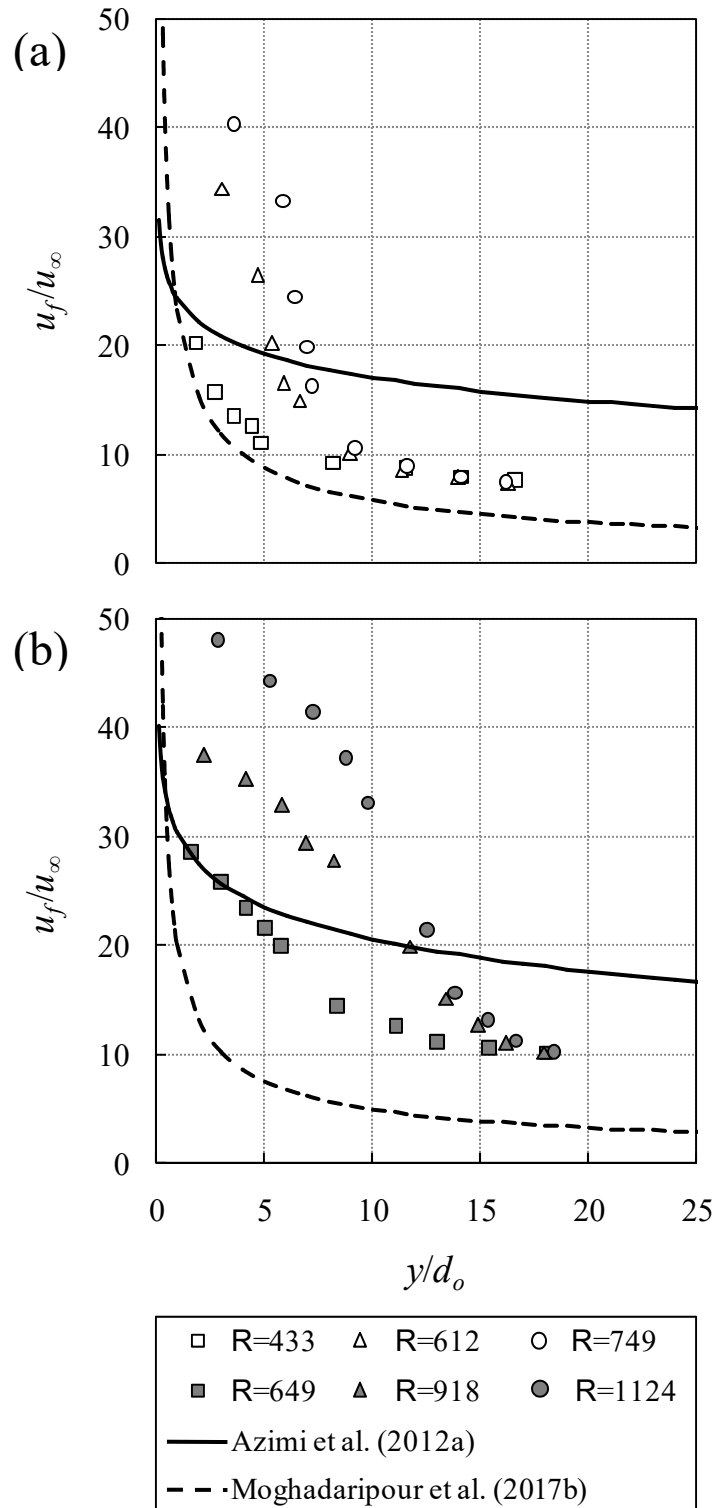 (a)
50
40
30
20
10
0
u_f/u_∞
(b)
50
40
30
20
10
0
u_f/u_∞
0 5 10 15 20 25
y/d_o
R=433 R=612 R=749
R=649 R=918 R=1124
Azimi et al. (2012a)
Moghadaripour et al. (2017b)